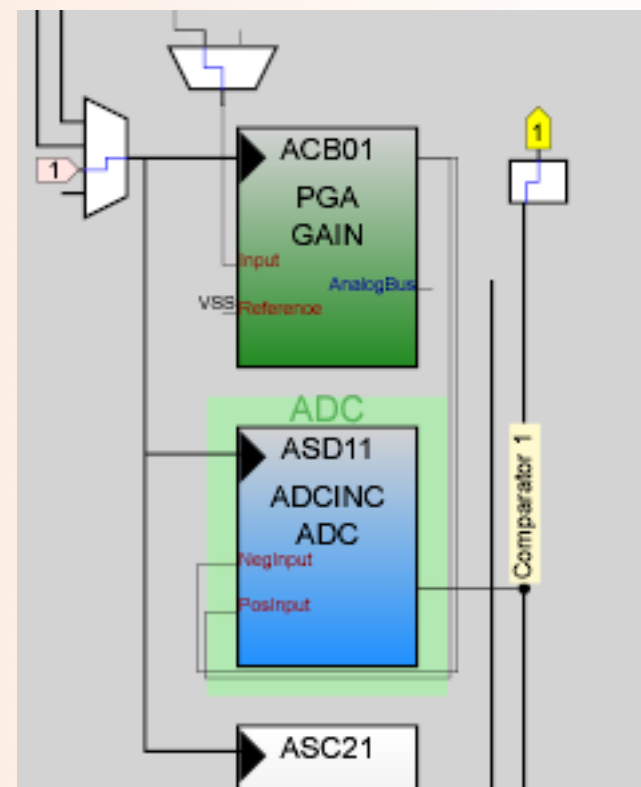 1
ACB01
PGA
GAIN
Input
AnalogBus
VSS
Reference
1
ADC
ASD11
ADCINC
ADC
NegInput
PosInput
Comparator 1
ASC21